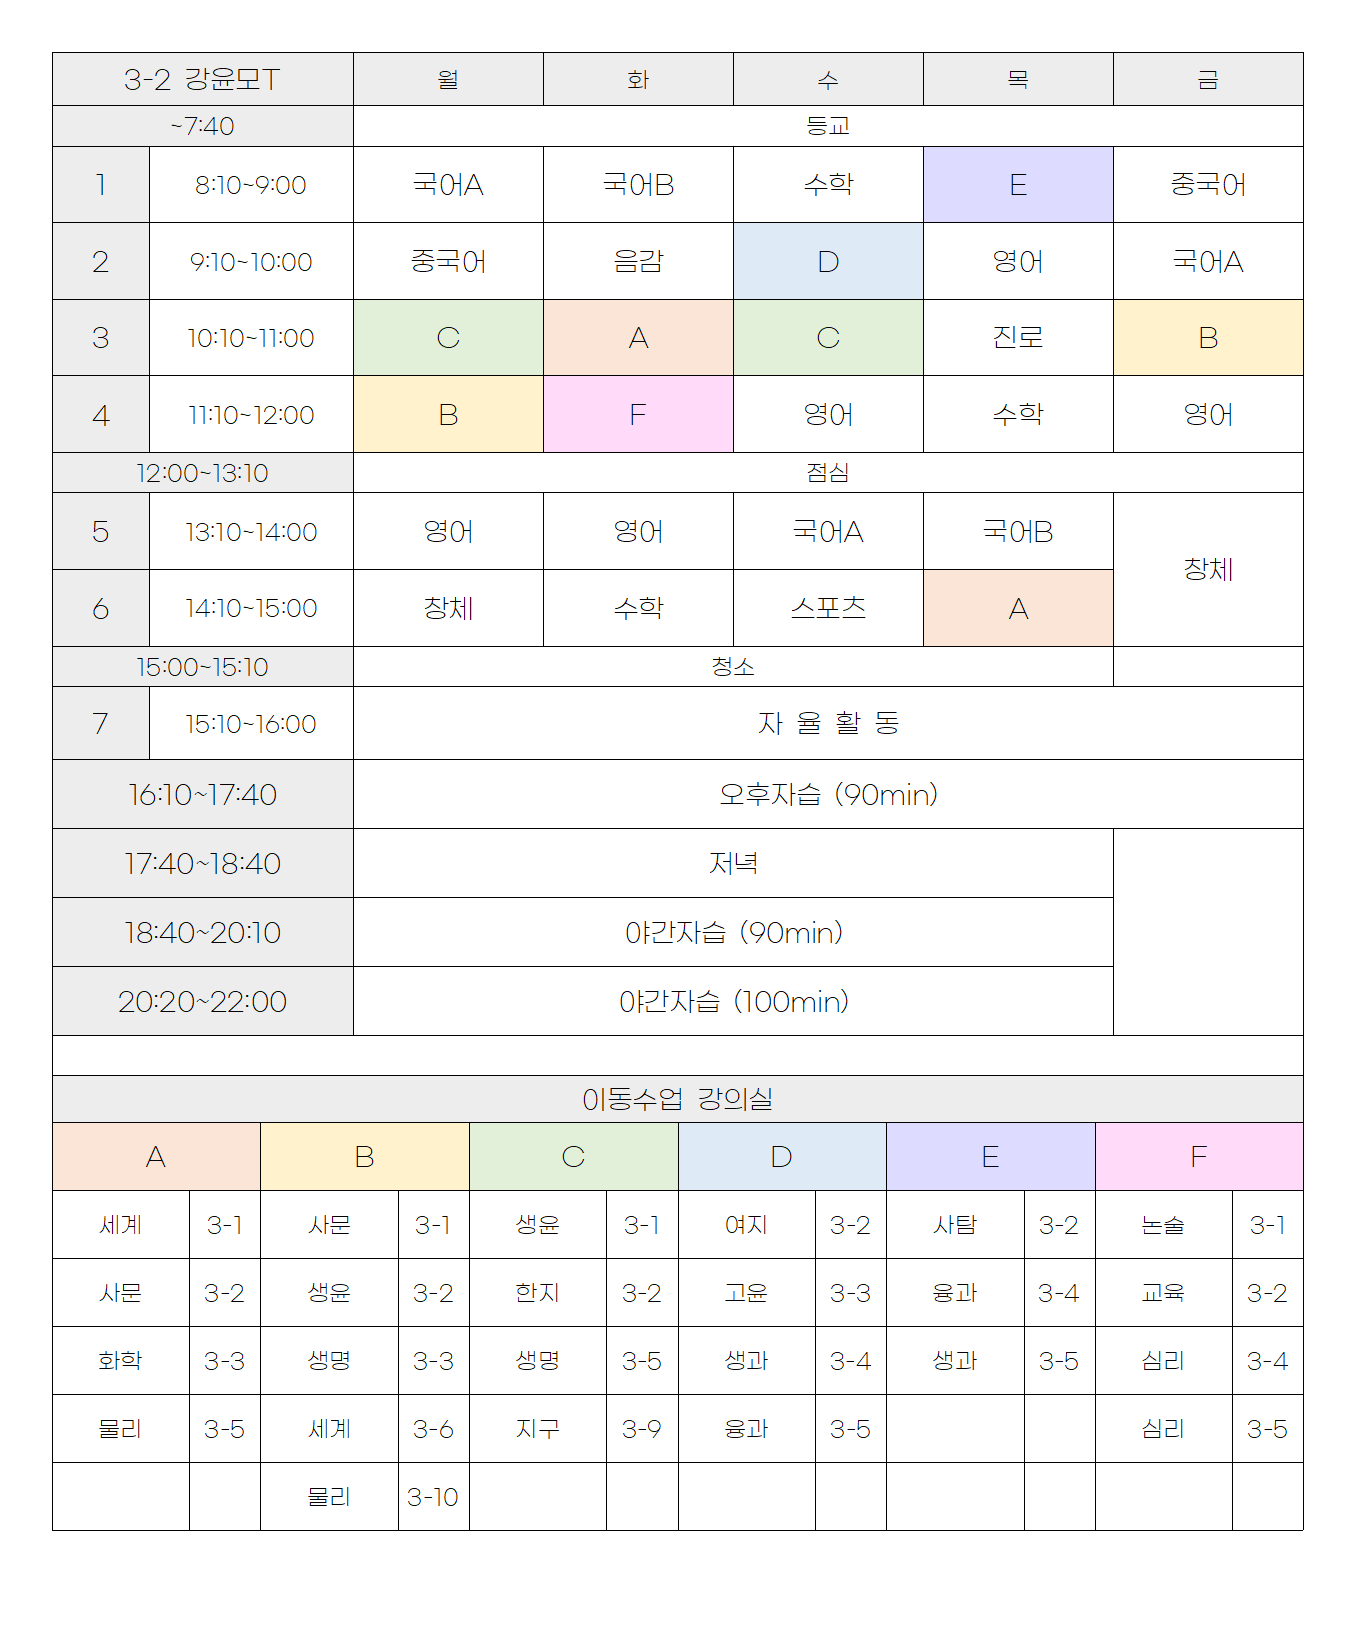 3-2 강윤모T 월 화 수 목 금
~7:40 등교
1 8:10~9:00 국어A 국어B 수학 E 중국어
2 9:10~10:00 중국어 음감 D 영어 국어A
3 10:10~11:00 C A C 진로 B
4 11:10~12:00 B F 영어 수학 영어
12:00~13:10 점심
5 13:10~14:00 영어 영어 국어A 국어B 창체
6 14:10~15:00 창체 수학 스포츠 A
15:00~15:10 청소
7 15:10~16:00 자 율 활 동
16:10~17:40 오후자습 (90min)
17:40~18:40 저녁
18:40~20:10 야간자습 (90min)
20:20~22:00 야간자습 (100min)
이동수업 강의실
A B C D E F
세계 3-1 사문 3-1 생윤 3-1 여지 3-2 사탐 3-2 논술 3-1
사문 3-2 생윤 3-2 한지 3-2 고윤 3-3 융과 3-4 교육 3-2
화학 3-3 생명 3-3 생명 3-5 생과 3-4 생과 3-5 심리 3-4
물리 3-5 세계 3-6 지구 3-9 융과 3-5 심리 3-5
물리 3-10